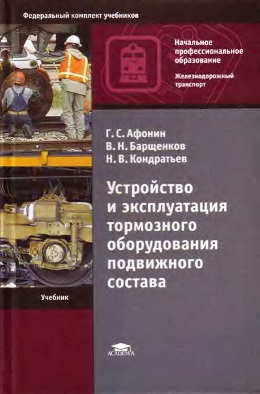 Федеральный комплект учебников
Начальное
профессиональное
образование
Железнодорожный
транспорт
Г. С. Афонин
В. Н. Барщенков
Н. В. Кондратьев
Устройство
и эксплуатация
тормозного
оборудования
подвижного
состава
Учебник
ACADEMA